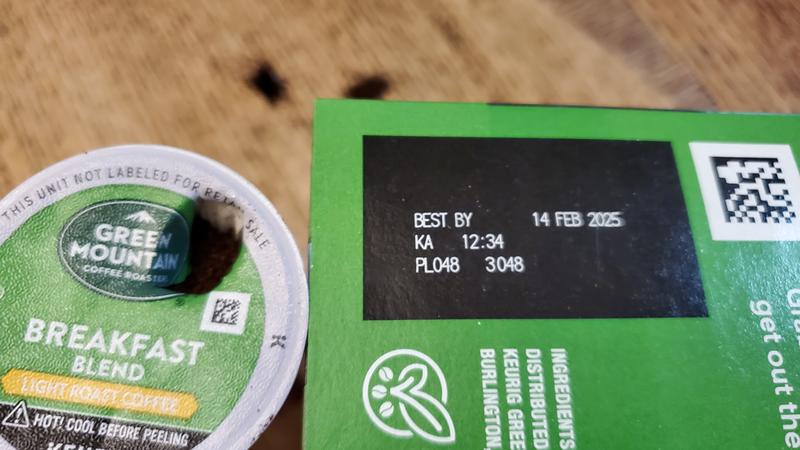 THIS UNIT NOT LABELED FOR RETAIL SALE
GREEN
MOUNTAIN
COFFEE ROASTERS
BREAKFAST
BLEND
LIGHT ROAST COFFEE
HOT! COOL BEFORE PEELING
K
BEST BY 14 FEB 2025
KA 12:34
PL048 3048
INGREDIENTS
DISTRIBUTED
KEURIG GREE
BURLINGTON,
get out the